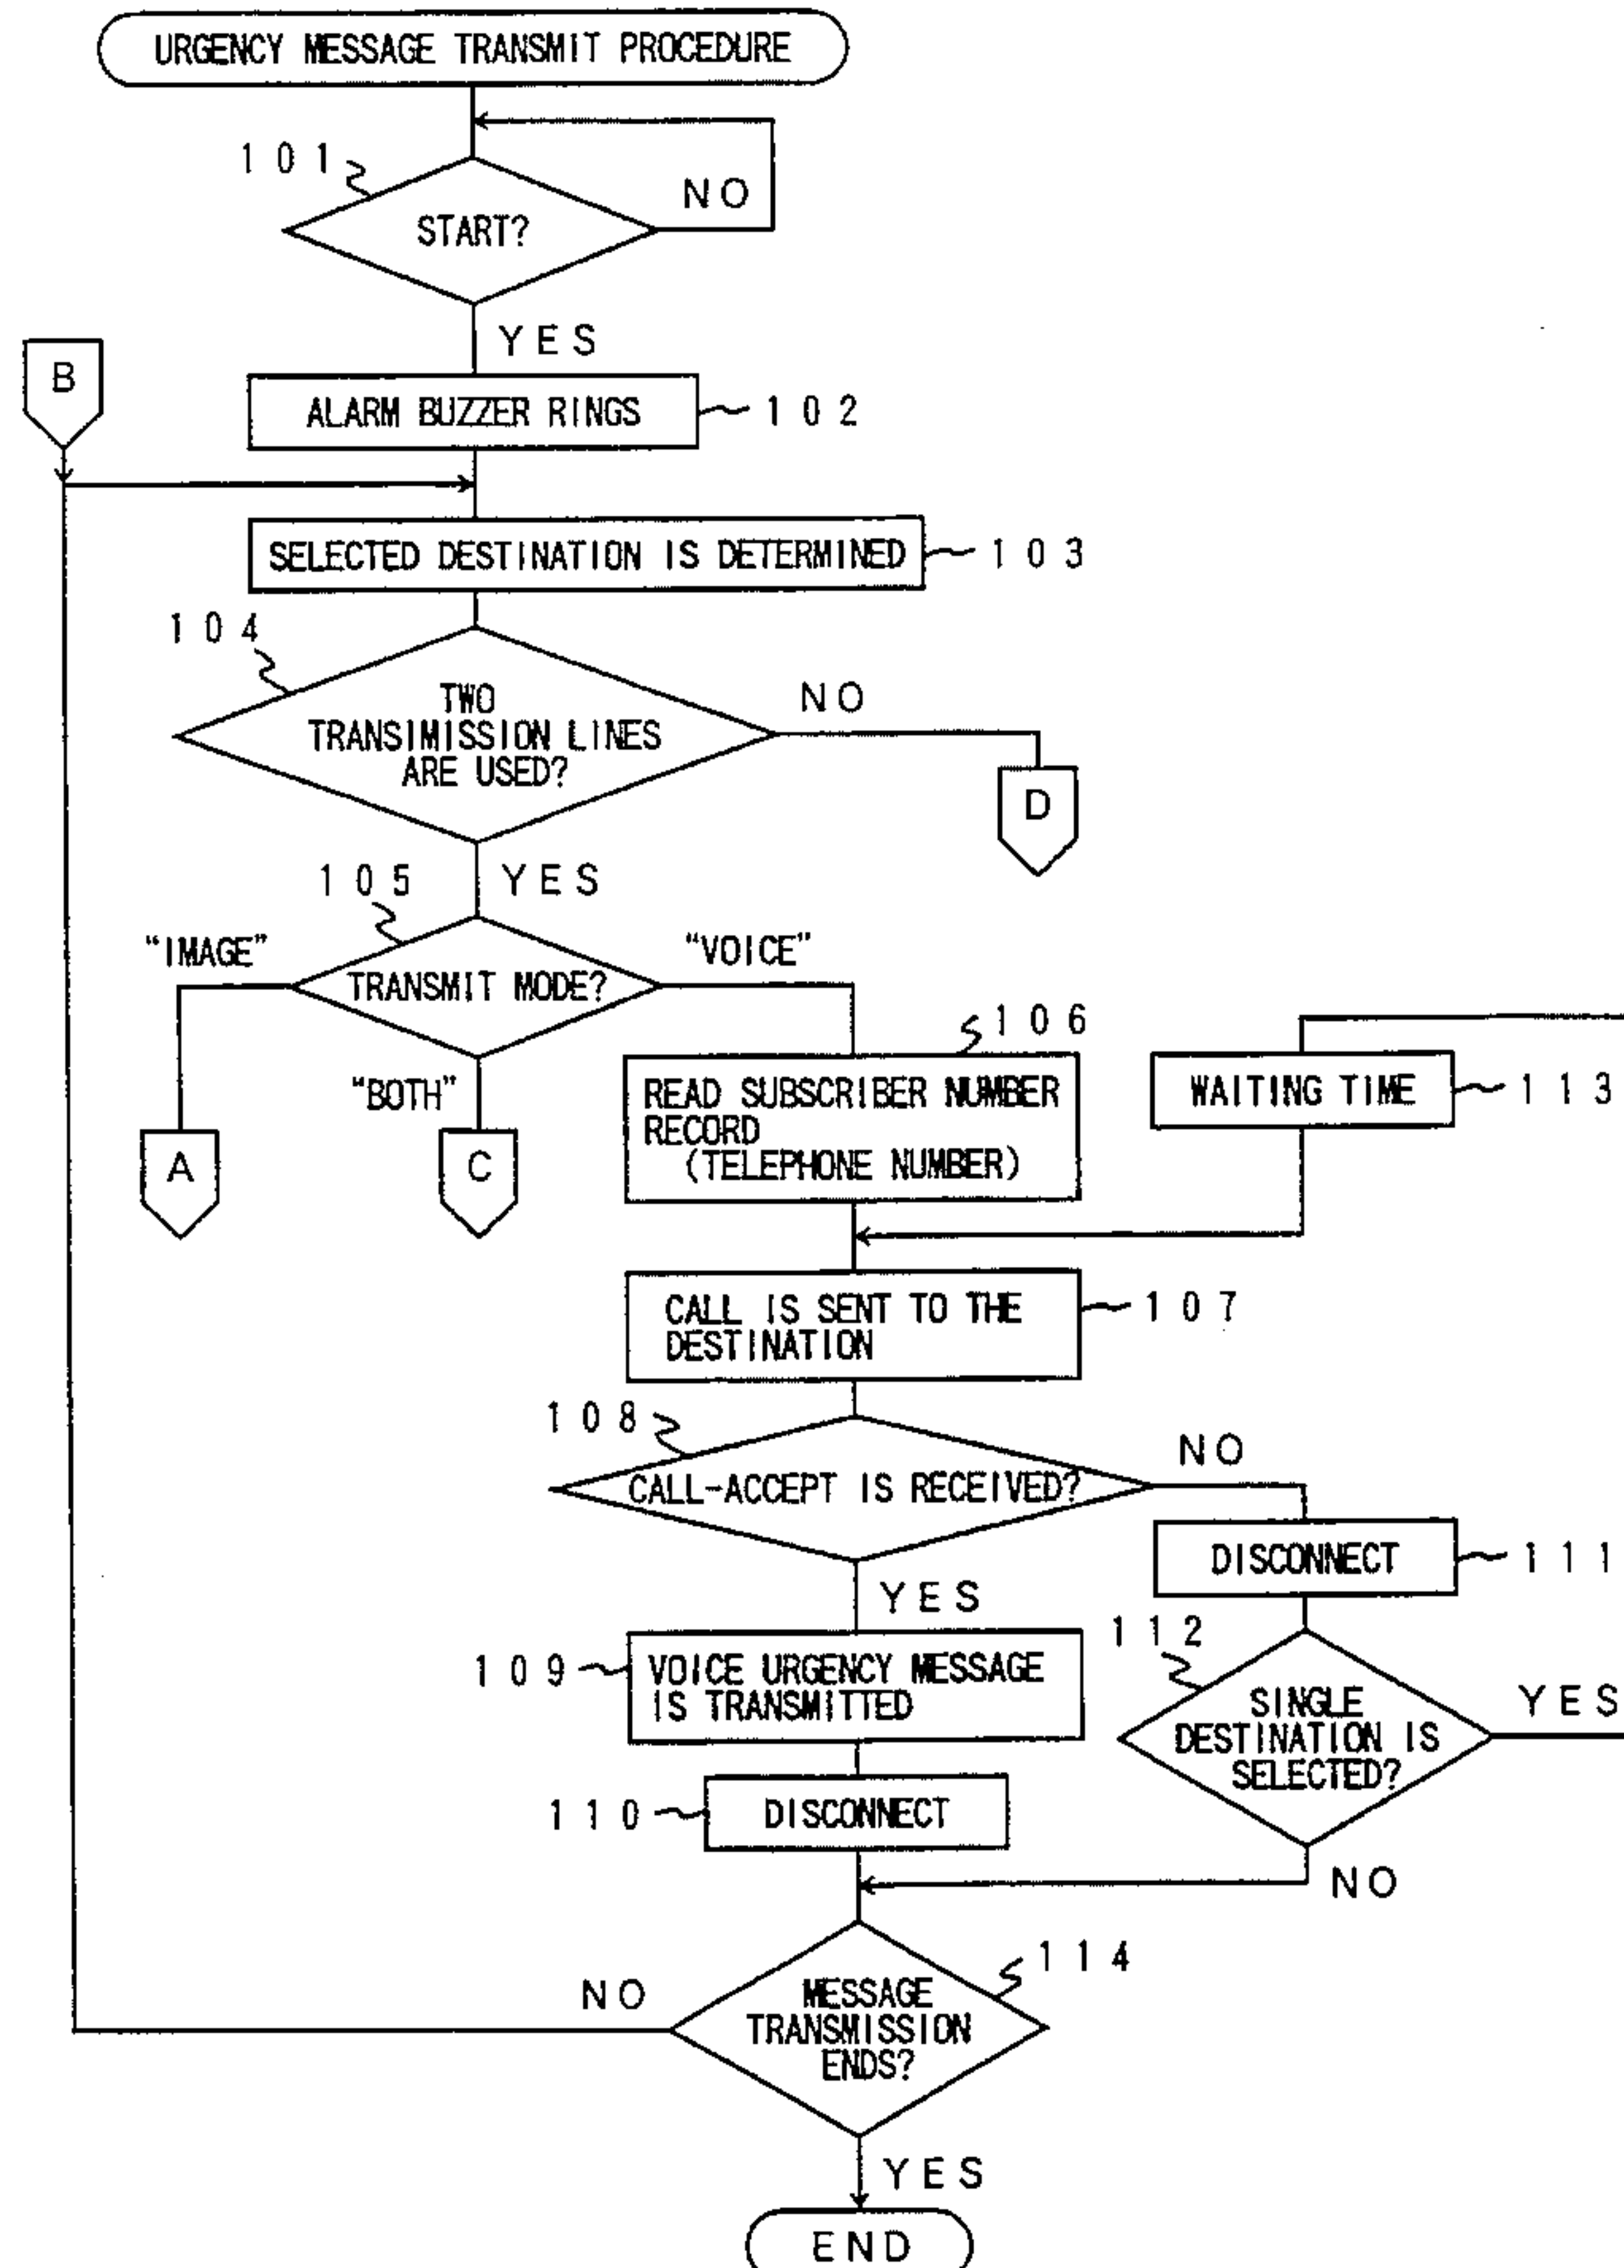 URGENCY MESSAGE TRANSMIT PROCEDURE
101
NO
START?
YES
B
ALARM BUZZER RINGS
102
SELECTED DESTINATION IS DETERMINED
103
104
TWO
TRANSIMISSION LINES
ARE USED?
NO
D
YES
105
"IMAGE"
TRANSMIT MODE?
"VOICE"
"BOTH"
A
C
106
READ SUBSCRIBER NUMBER
RECORD
(TELEPHONE NUMBER)
WAITING TIME
113
CALL IS SENT TO THE
DESTINATION
107
108
CALL-ACCEPT IS RECEIVED?
NO
DISCONNECT
111
YES
109
VOICE URGENCY MESSAGE
IS TRANSMITTED
112
SINGLE
DESTINATION IS
SELECTED?
YES
110
DISCONNECT
NO
114
MESSAGE
TRANSMISSION
ENDS?
NO
YES
END